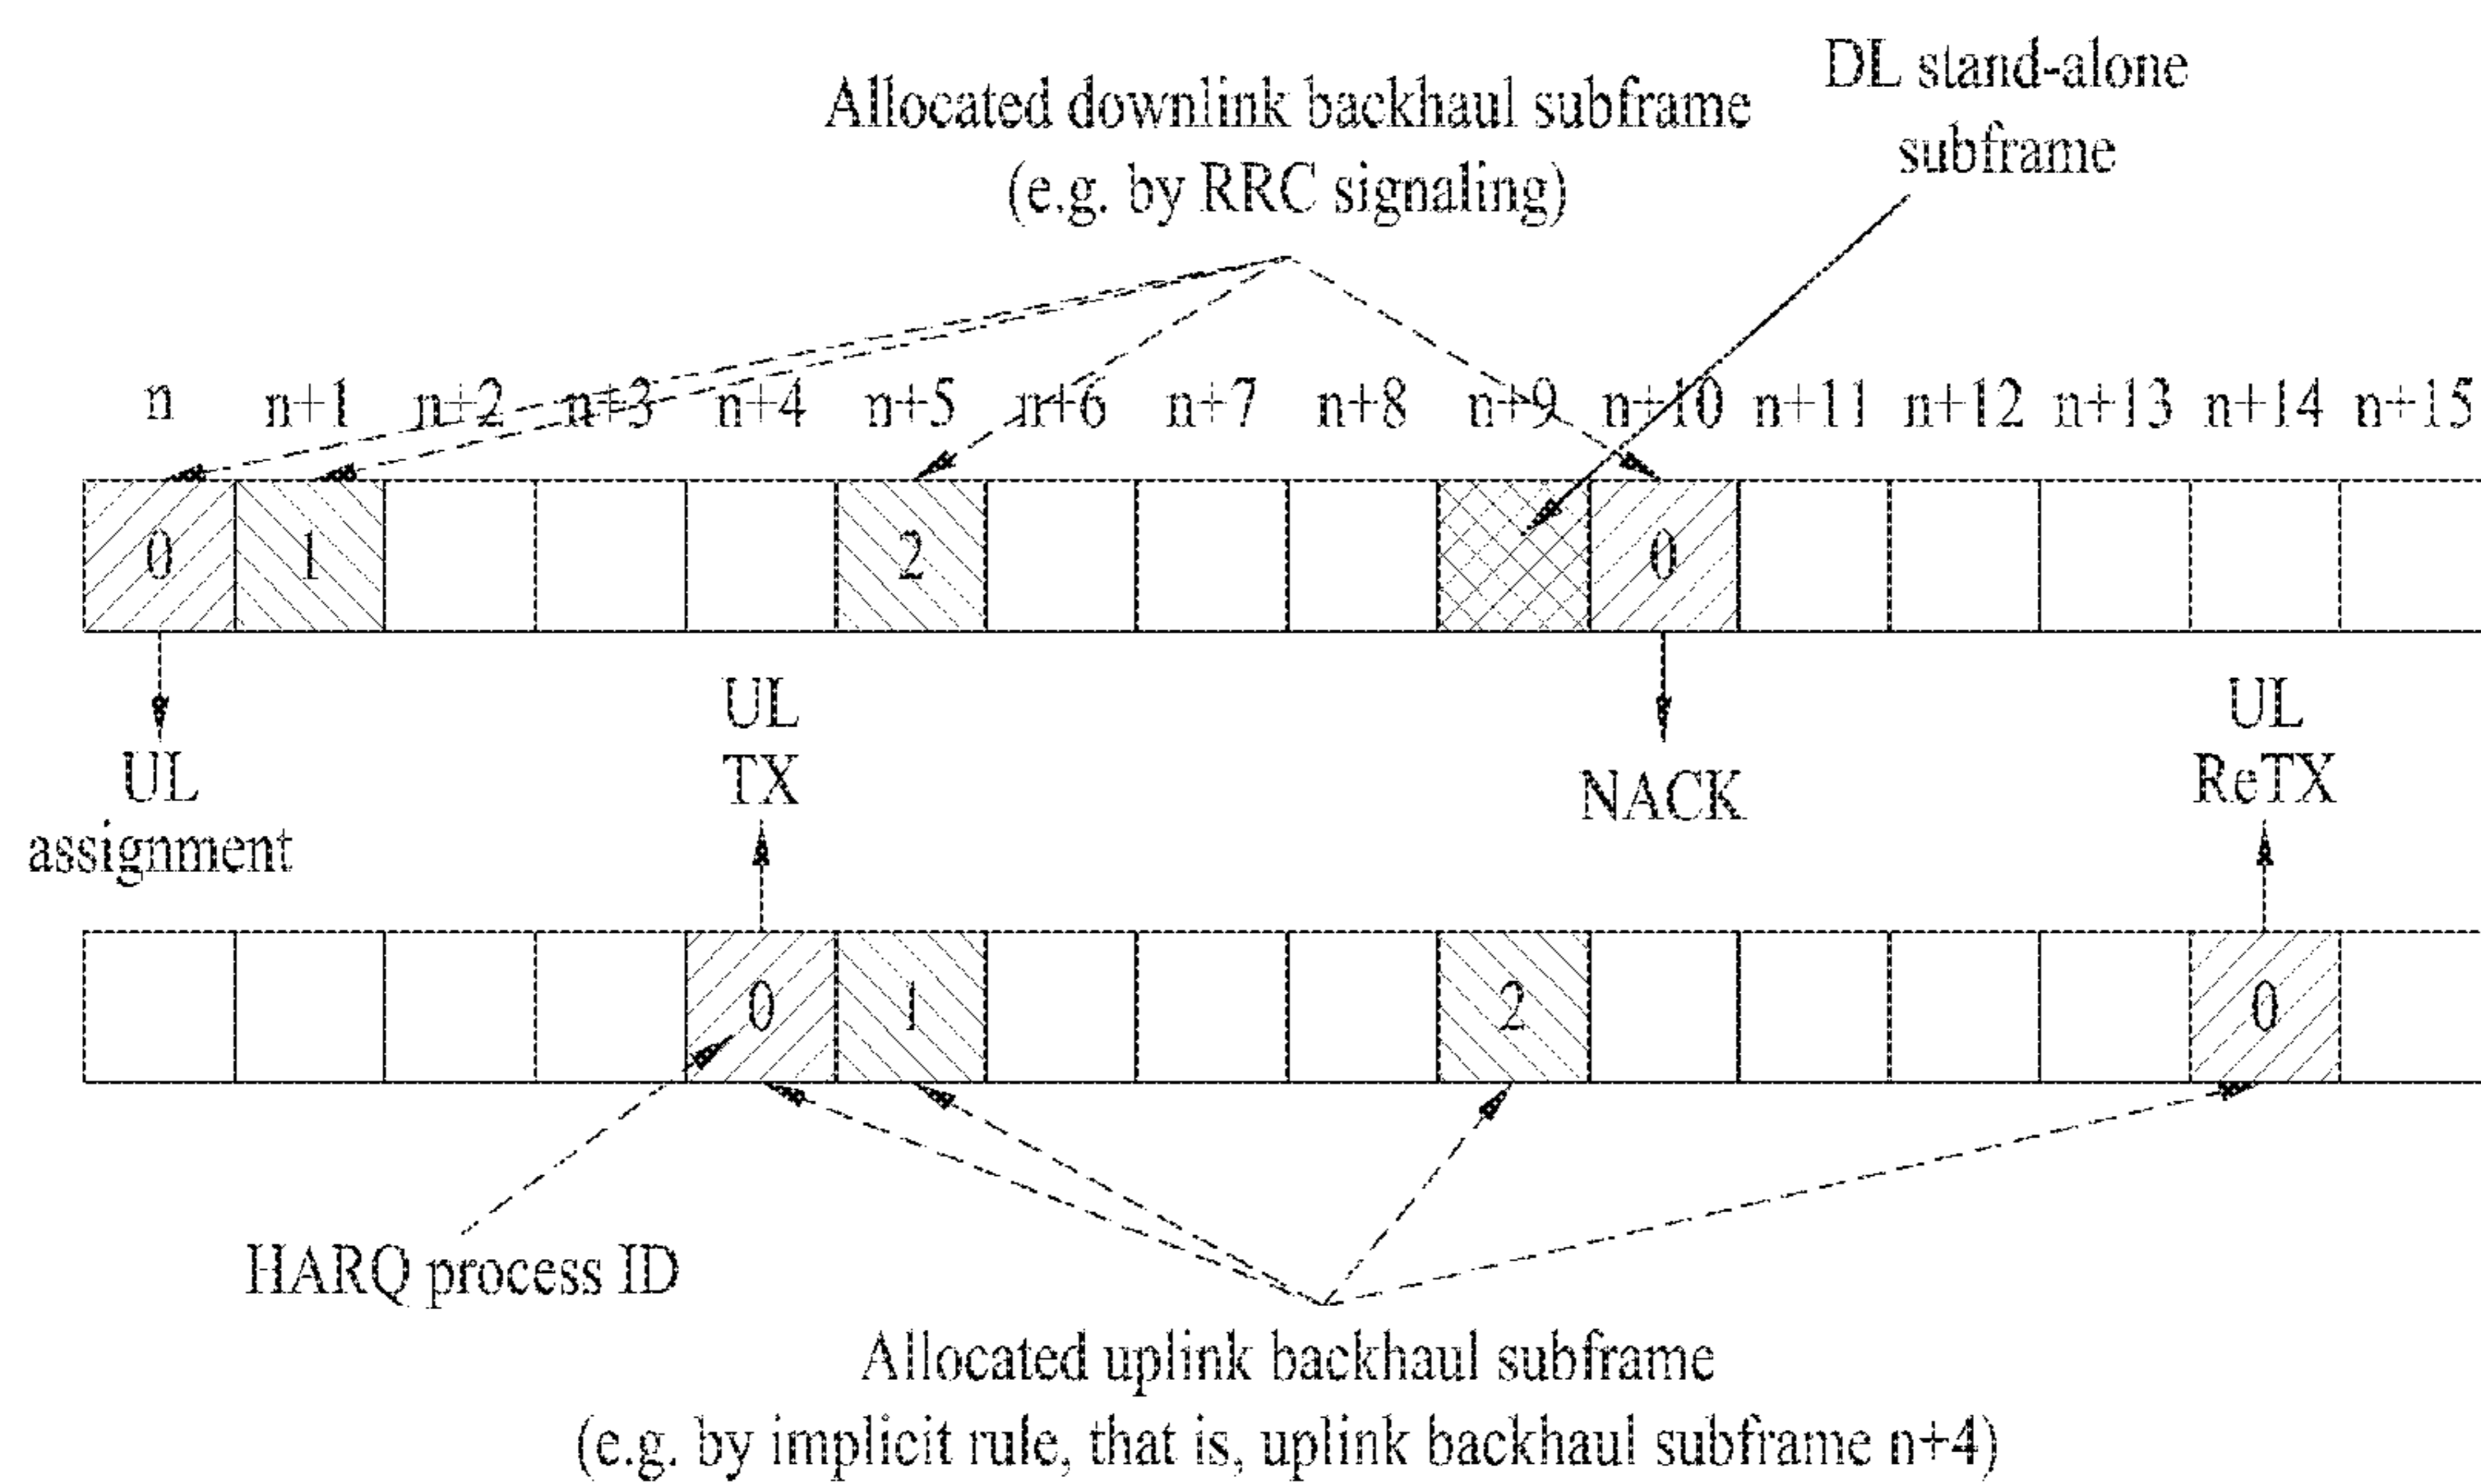 DL stand-alone
subframe
Allocated downlink backhaul subframe
(e.g. by RRC signaling)
n n+1 n+2 n+3 n+4 n+5 n+6 n+7 n+8 n+9 n+10 n+11 n+12 n+13 n+14 n+15
0 1 2 0
UL
assignment
UL
TX
NACK
UL
ReTX
0 1 2 0
HARQ process ID
Allocated uplink backhaul subframe
(e.g. by implicit rule, that is, uplink backhaul subframe n+4)